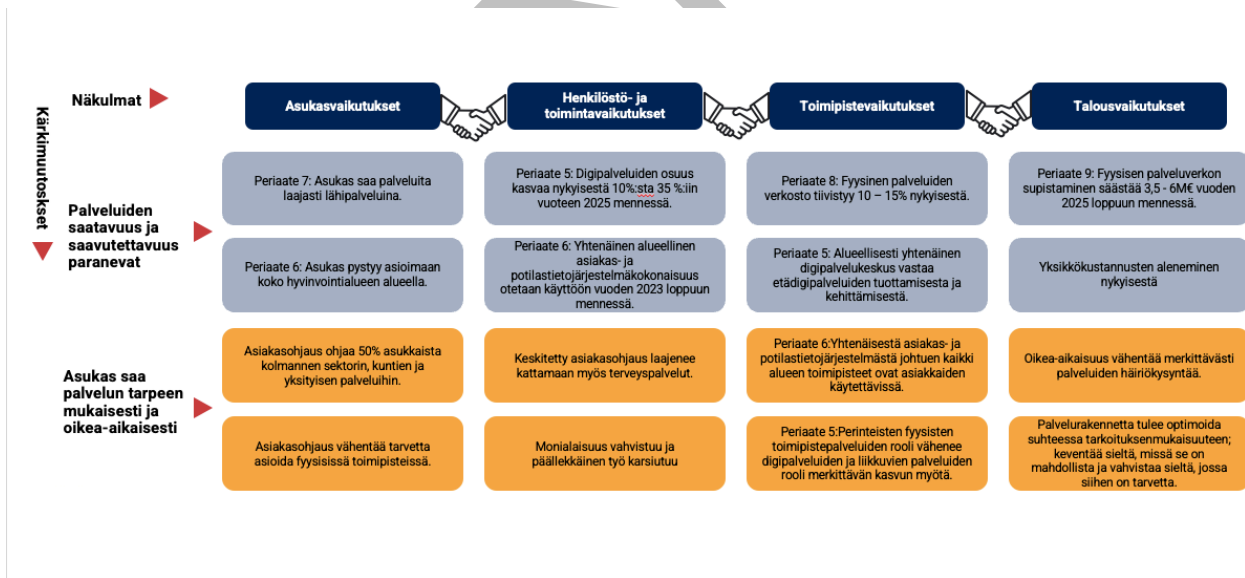 Näkulmat
Asukasvaikutukset
Henkilöstö- ja
toimintavaikutukset
Toimipistevaikutukset
Talousvaikutukset
Kärkimuutoskset
Palveluiden
saatavuus ja
saavutettavuus
paranevat
Periaate 7: Asukas saa palveluita
laajasti lähipalveluina.
Periaate 5: Digipalveluiden osuus
kasvaa nykyisestä 10%:sta 35 %:iin
vuoteen 2025 mennessä.
Periaate 8: Fyysinen palveluiden
verkosto tiivistyy 10 – 15% nykyisestä.
Periaate 9: Fyysisen palveluverkon
supistaminen säästää 3,5 - 6M€ vuoden
2025 loppuun mennessä.
Periaate 6: Asukas pystyy asioimaan
koko hyvinvointialueen alueella.
Periaate 6: Yhtenäinen alueellinen
asiakas- ja
potilastietojärjestelmäkokonaisuus
otetaan käyttöön vuoden 2023 loppuun
mennessä.
Periaate 5: Alueellisesti yhtenäinen
digipalvelukeskus vastaa
etädigipalveluiden tuottamisesta ja
kehittämisestä.
Yksikkökustannusten aleneminen
nykyisestä
Asukas saa
palvelun tarpeen
mukaisesti ja
oikea-aikaisesti
Asiakasohjaus ohjaa 50% asukkaista
kolmannen sektorin, kuntien ja
yksityisen palveluihin.
Keskitetty asiakasohjaus laajenee
kattamaan myös terveyspalvelut.
Periaate 6:Yhtenäisestä asiakas- ja
potilastietojärjestelmästä johtuen kaikki
alueen toimipisteet ovat asiakkaiden
käytettävissä.
Oikea-aikaisuus vähentää merkittävästi
palveluiden häiriökysyntää.
Asiakasohjaus vähentää tarvetta
asioida fyysisissä toimipisteissä.
Monialaisuus vahvistuu ja
päällekkäinen työ karsiutuu
Periaate 5:Perinteisten fyysisten
toimipistepalveluiden rooli vähenee
digipalveluiden ja liikkuvien palveluiden
rooli merkittävän kasvun myötä.
Palvelurakennetta tulee optimoida
suhteessa tarkoituksenmukaisuuteen;
keventää sieltä, missä se on
mahdollista ja vahvistaa sieltä, jossa
siihen on tarvetta.